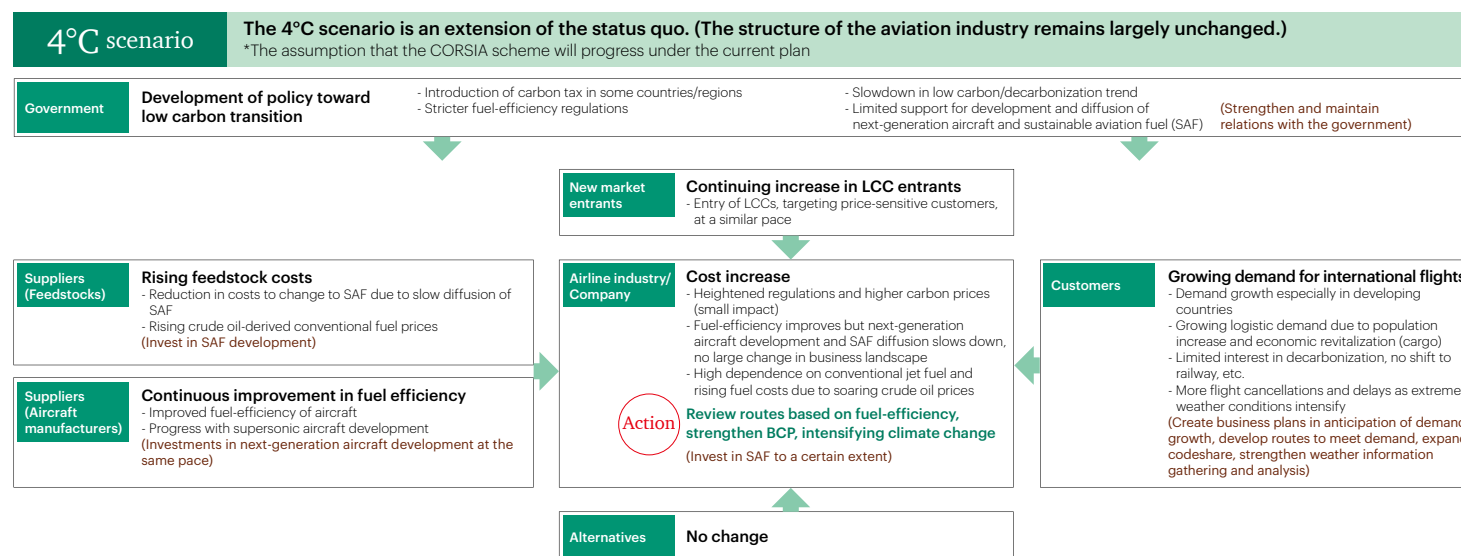 4°C scenario
The 4°C scenario is an extension of the status quo. (The structure of the aviation industry remains largely unchanged.)
*The assumption that the CORSIA scheme will progress under the current plan
Government
Development of policy toward
low carbon transition
- Introduction of carbon tax in some countries/regions
- Stricter fuel-efficiency regulations
- Slowdown in low carbon/decarbonization trend
- Limited support for development and diffusion of
next-generation aircraft and sustainable aviation fuel (SAF)
(Strengthen and maintain
relations with the government)
New market
entrants
Continuing increase in LCC entrants
- Entry of LCCs, targeting price-sensitive customers,
at a similar pace
Suppliers
(Feedstocks)
Rising feedstock costs
- Reduction in costs to change to SAF due to slow diffusion of
SAF
- Rising crude oil-derived conventional fuel prices
(Invest in SAF development)
Suppliers
(Aircraft
manufacturers)
Continuous improvement in fuel efficiency
- Improved fuel-efficiency of aircraft
- Progress with supersonic aircraft development
(Investments in next-generation aircraft development at the
same pace)
Airline industry/
Company
Cost increase
- Heightened regulations and higher carbon prices
(small impact)
- Fuel-efficiency improves but next-generation
aircraft development and SAF diffusion slows down,
no large change in business landscape
- High dependence on conventional jet fuel and
rising fuel costs due to soaring crude oil prices
Action
Review routes based on fuel-efficiency,
strengthen BCP, intensifying climate change
(Invest in SAF to a certain extent)
Customers
Growing demand for international flights
- Demand growth especially in developing
countries
- Growing logistic demand due to population
increase and economic revitalization (cargo)
- Limited interest in decarbonization, no shift to
railway, etc.
- More flight cancellations and delays as extreme
weather conditions intensify
(Create business plans in anticipation of demand
growth, develop routes to meet demand, expand
codeshare, strengthen weather information
gathering and analysis)
Alternatives
No change